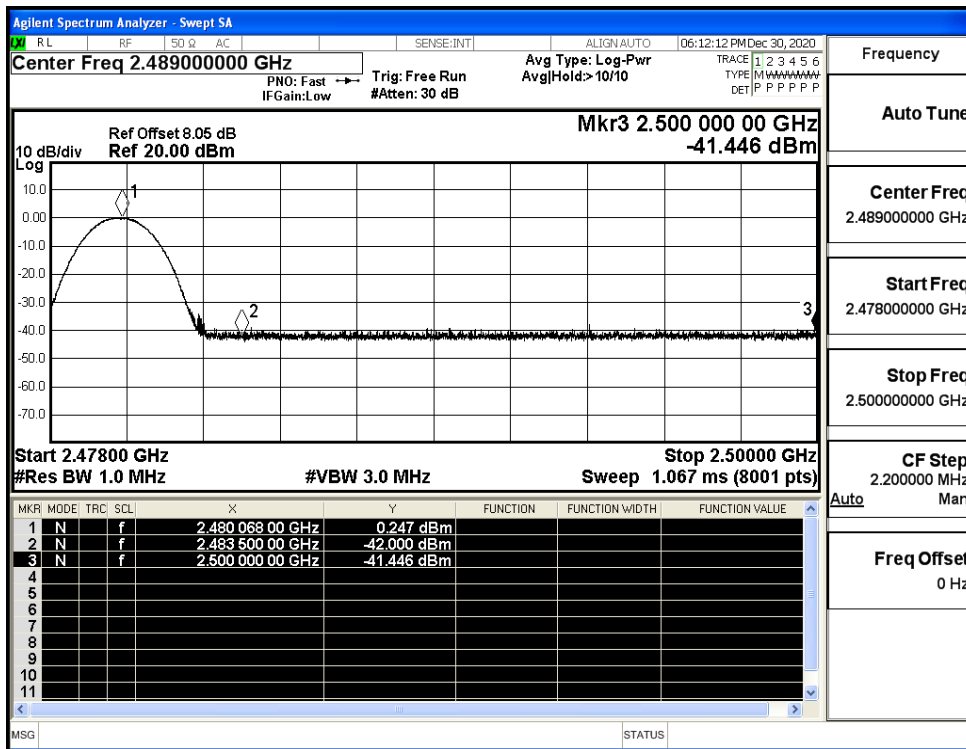 Agilent Spectrum Analyzer - Swept SA
LXI RL RF 50 Ω AC SENSE:INT ALIGNAUTO 06:12:12 PM Dec 30, 2020
Center Freq 2.489000000 GHz
PNO: Fast
IFGain:Low
Trig: Free Run
#Atten: 30 dB
Avg Type: Log-Pwr
Avg|Hold:>10/10
TRACE 1 2 3 4 5 6
TYPE M WWWWW
DET P P P P P P
Mkr3 2.500 000 00 GHz
-41.446 dBm
Ref Offset 8.05 dB
10 dB/div Ref 20.00 dBm
Log
10.0
0.00
-10.0
-20.0
-30.0
-40.0
-50.0
-60.0
-70.0
1
2
3
Start 2.47800 GHz Stop 2.50000 GHz
#Res BW 1.0 MHz #VBW 3.0 MHz Sweep 1.067 ms (8001 pts)
MKR MODE TRC SCL X Y FUNCTION FUNCTION WIDTH FUNCTION VALUE
1 N f 2.480 068 00 GHz 0.247 dBm
2 N f 2.483 500 00 GHz -42.000 dBm
3 N f 2.500 000 00 GHz -41.446 dBm
4
5
6
7
8
9
10
11
MSG STATUS
Frequency
Auto Tune
Center Freq
2.489000000 GHz
Start Freq
2.478000000 GHz
Stop Freq
2.500000000 GHz
CF Step
2.200000 MHz
Auto Man
Freq Offset
0 Hz